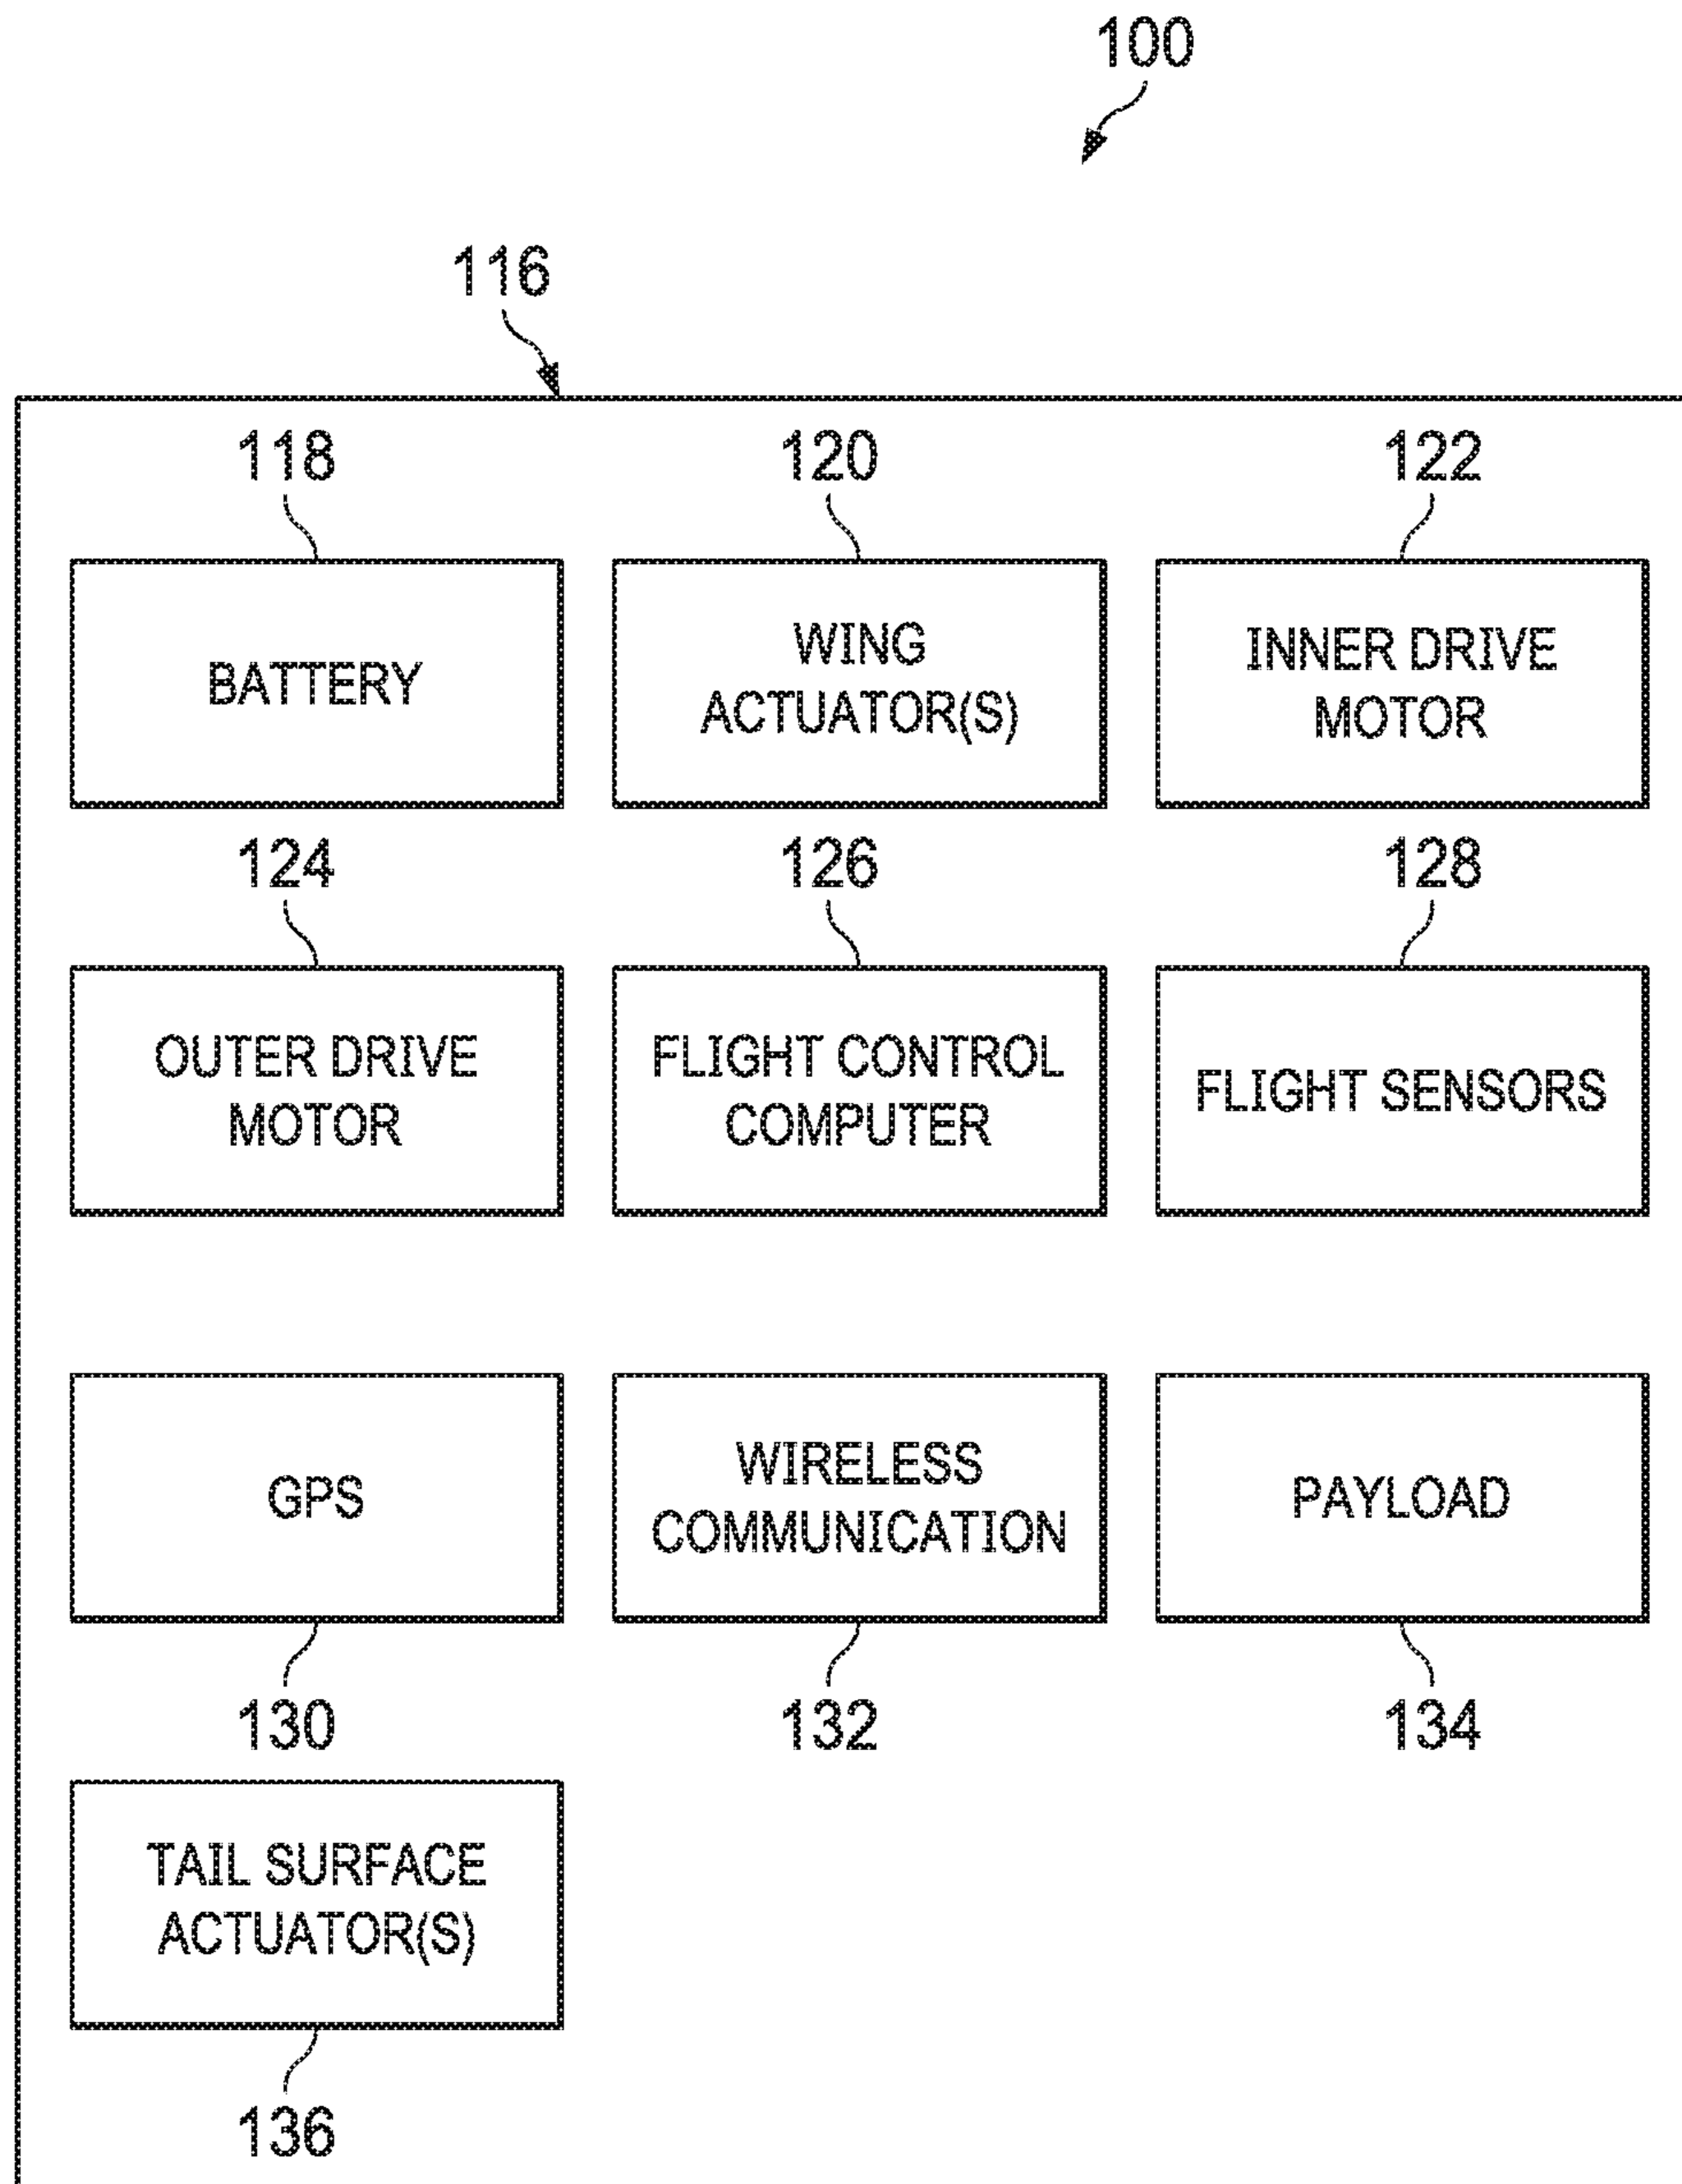 100
116
118
120
122
BATTERY
WING
ACTUATOR(S)
INNER DRIVE
MOTOR
124
126
128
OUTER DRIVE
MOTOR
FLIGHT CONTROL
COMPUTER
FLIGHT SENSORS
GPS
WIRELESS
COMMUNICATION
PAYLOAD
130
132
134
TAIL SURFACE
ACTUATOR(S)
136